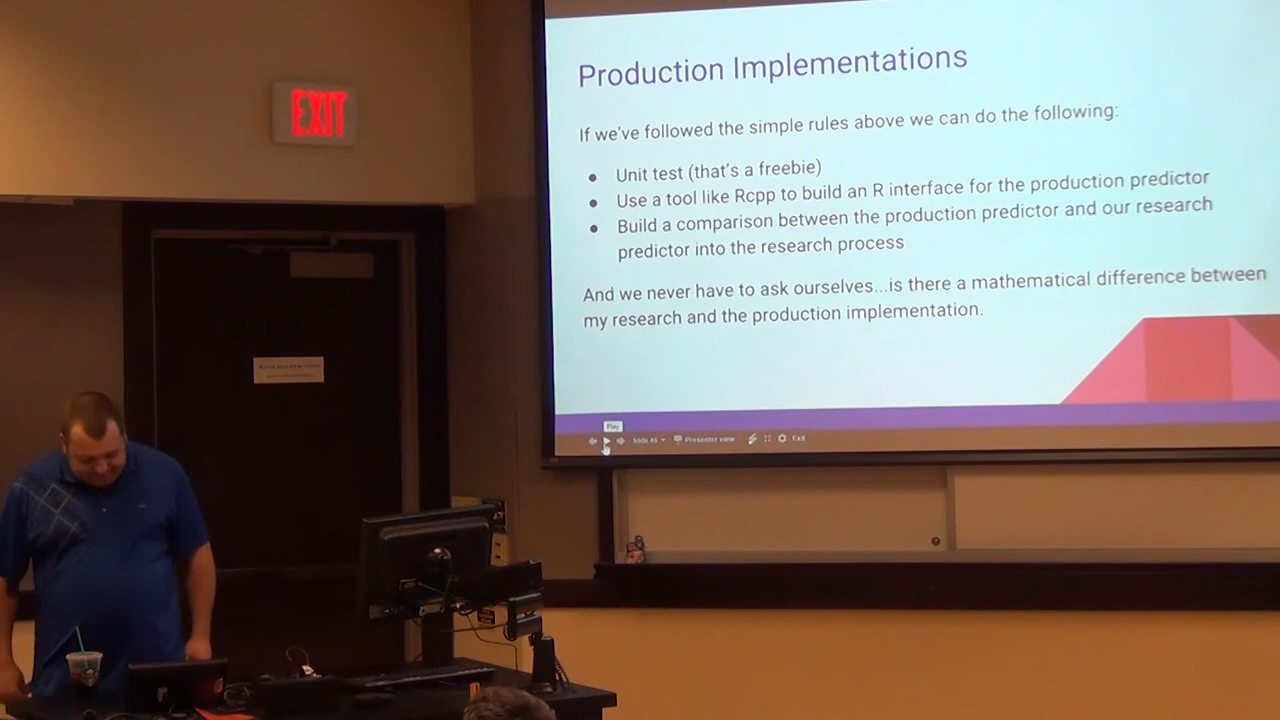 EXIT
Production Implementations
If we've followed the simple rules above we can do the following:
● Unit test (that's a freebie)
● Use a tool like Rcpp to build an R interface for the production predictor
● Build a comparison between the production predictor and our research
predictor into the research process
And we never have to ask ourselves...is there a mathematical difference between
my research and the production implementation.
Play
Slide 46 Presenter view Exit